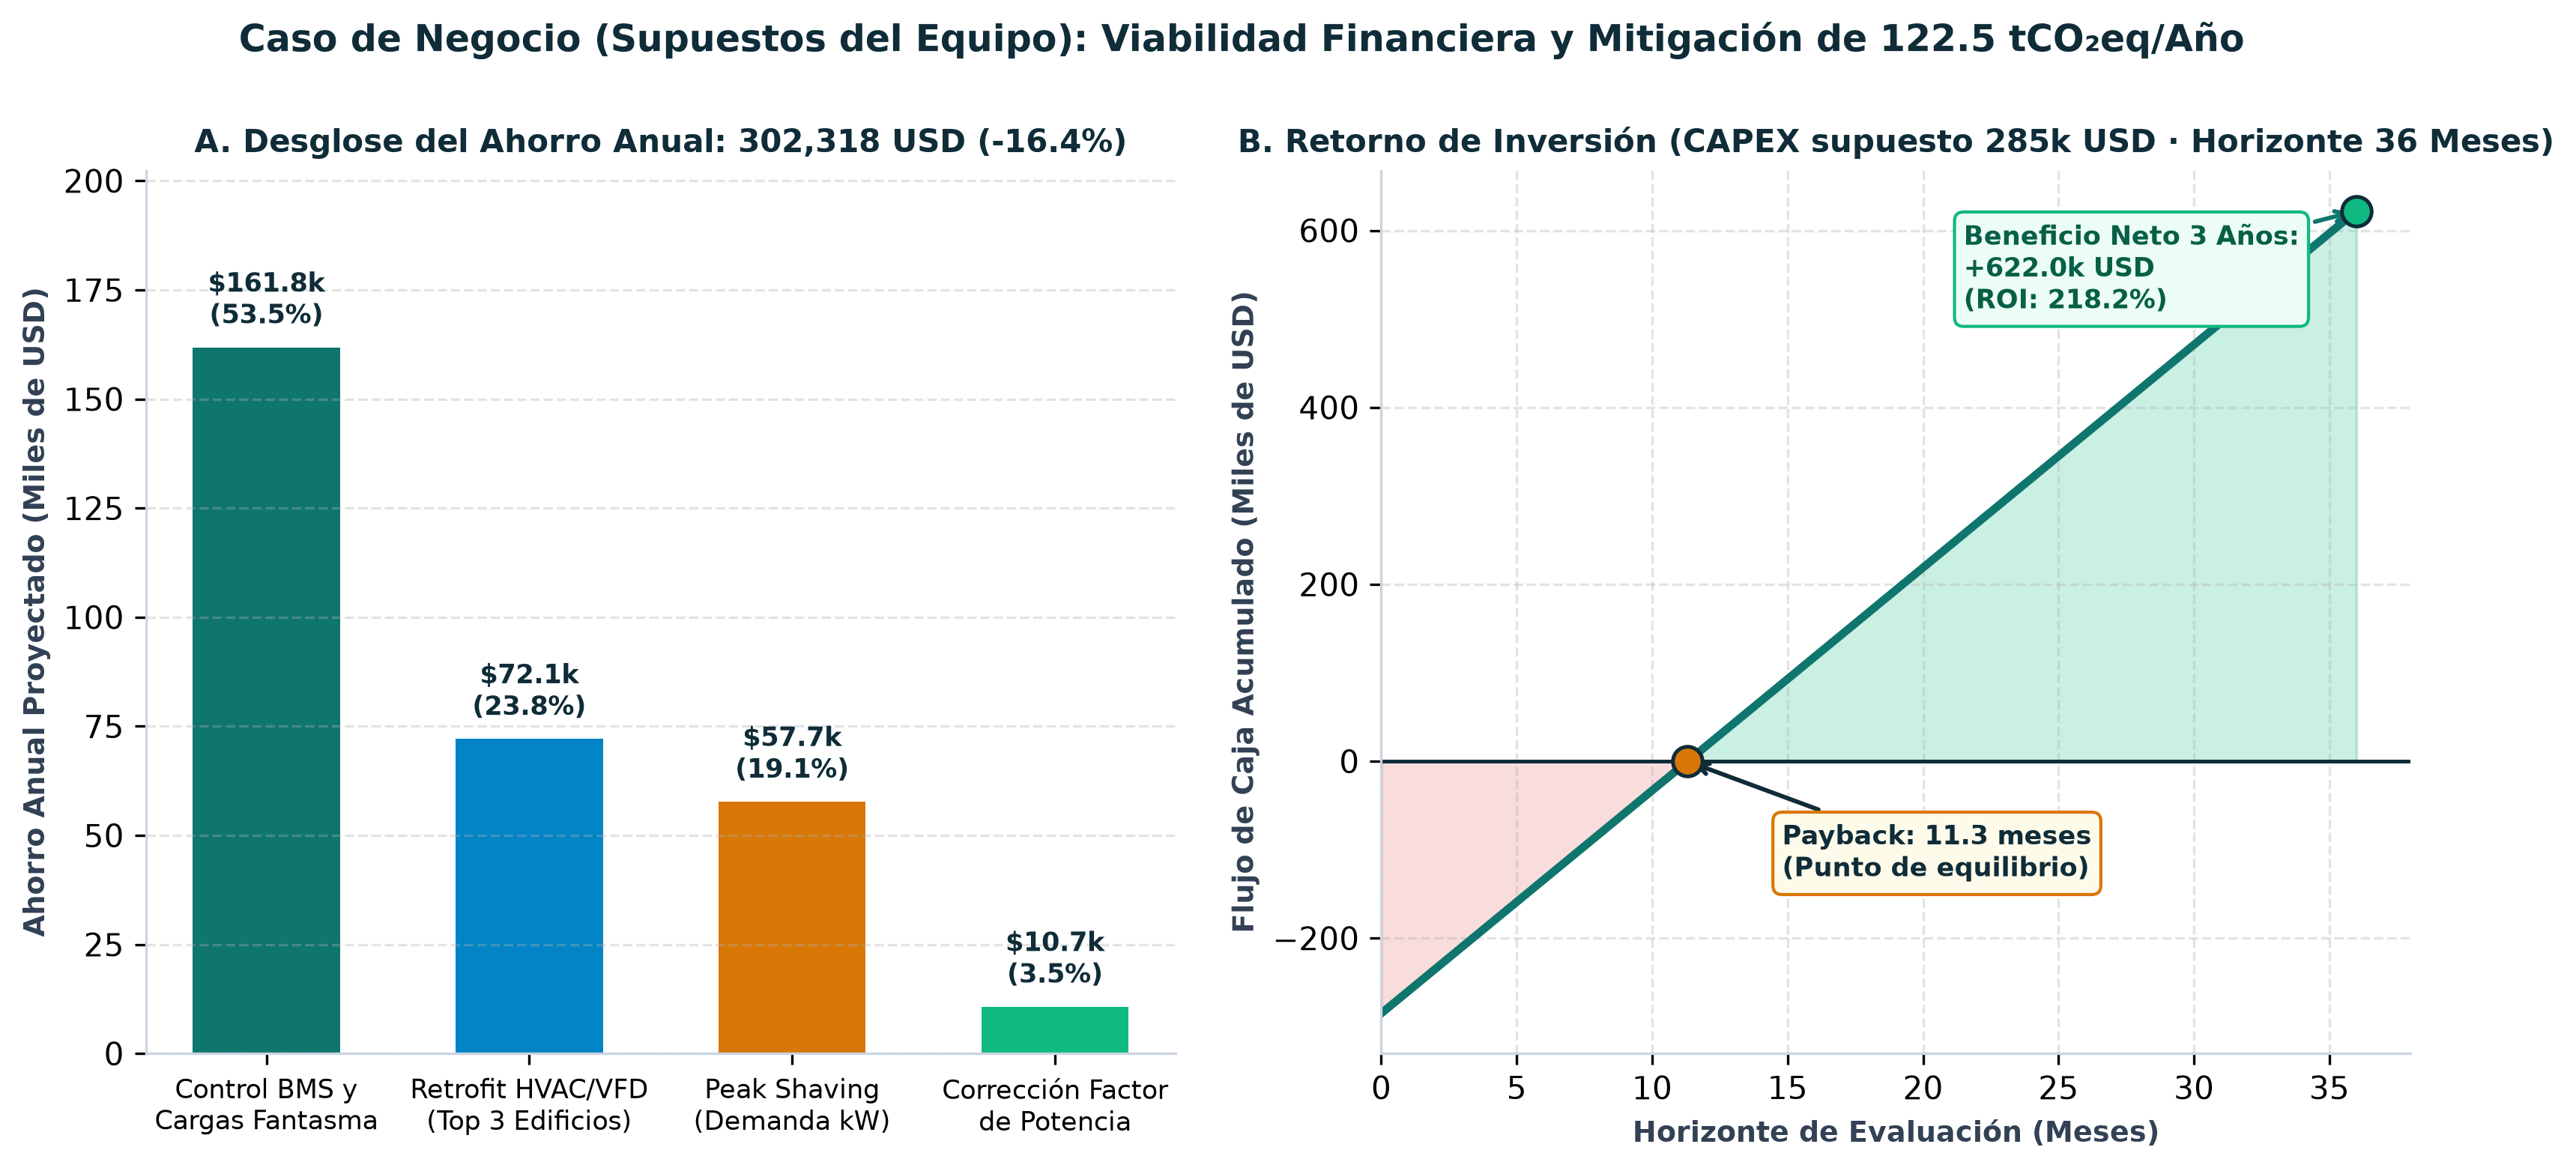 Caso de Negocio (Supuestos del Equipo): Viabilidad Financiera y Mitigación de 122.5 tCO₂eq/Año
A. Desglose del Ahorro Anual: 302,318 USD (-16.4%)
Ahorro Anual Proyectado (Miles de USD)
200
175
150
125
100
75
50
25
0
$161.8k
(53.5%)
$72.1k
(23.8%)
$57.7k
(19.1%)
$10.7k
(3.5%)
Control BMS y
Cargas Fantasma
Retrofit HVAC/VFD
(Top 3 Edificios)
Peak Shaving
(Demanda kW)
Corrección Factor
de Potencia
B. Retorno de Inversión (CAPEX supuesto 285k USD · Horizonte 36 Meses)
Flujo de Caja Acumulado (Miles de USD)
600
400
200
0
−200
Beneficio Neto 3 Años:
+622.0k USD
(ROI: 218.2%)
Payback: 11.3 meses
(Punto de equilibrio)
0
5
10
15
20
25
30
35
Horizonte de Evaluación (Meses)